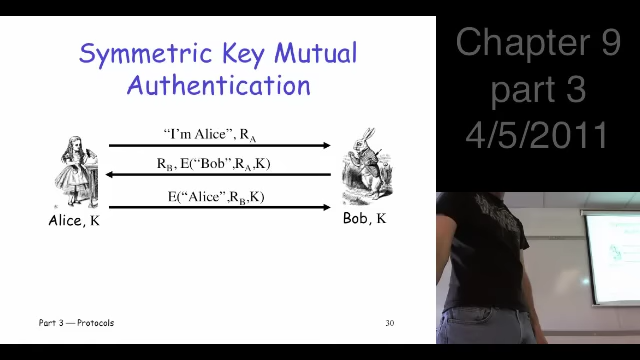 Symmetric Key Mutual
Authentication
“I’m Alice”, RA
RB, E(“Bob”,RA,K)
E(“Alice”,RB,K)
Alice, K
Bob, K
Part 3 — Protocols
30
Chapter 9
part 3
4/5/2011